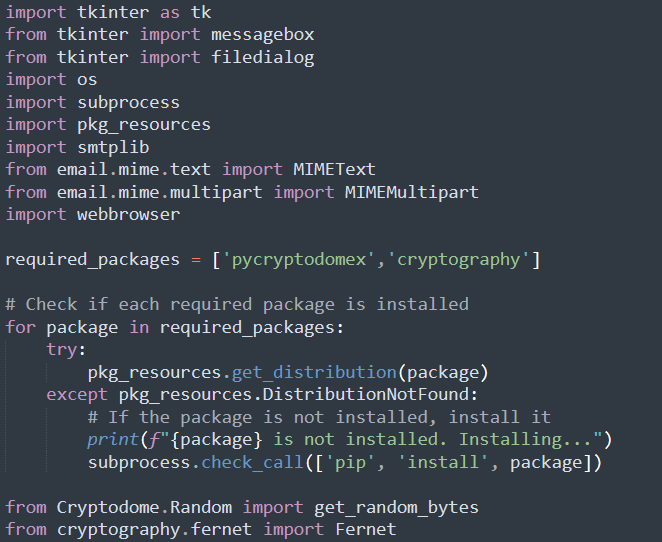 import tkinter as tk
from tkinter import messagebox
from tkinter import filedialog
import os
import subprocess
import pkg_resources
import smtplib
from email.mime.text import MIMEText
from email.mime.multipart import MIMEMultipart
import webbrowser

required_packages = ['pycryptodomex','cryptography']

# Check if each required package is installed
for package in required_packages:
    try:
        pkg_resources.get_distribution(package)
    except pkg_resources.DistributionNotFound:
        # If the package is not installed, install it
        print(f"{package} is not installed. Installing...")
        subprocess.check_call(['pip', 'install', package])

from Cryptodome.Random import get_random_bytes
from cryptography.fernet import Fernet